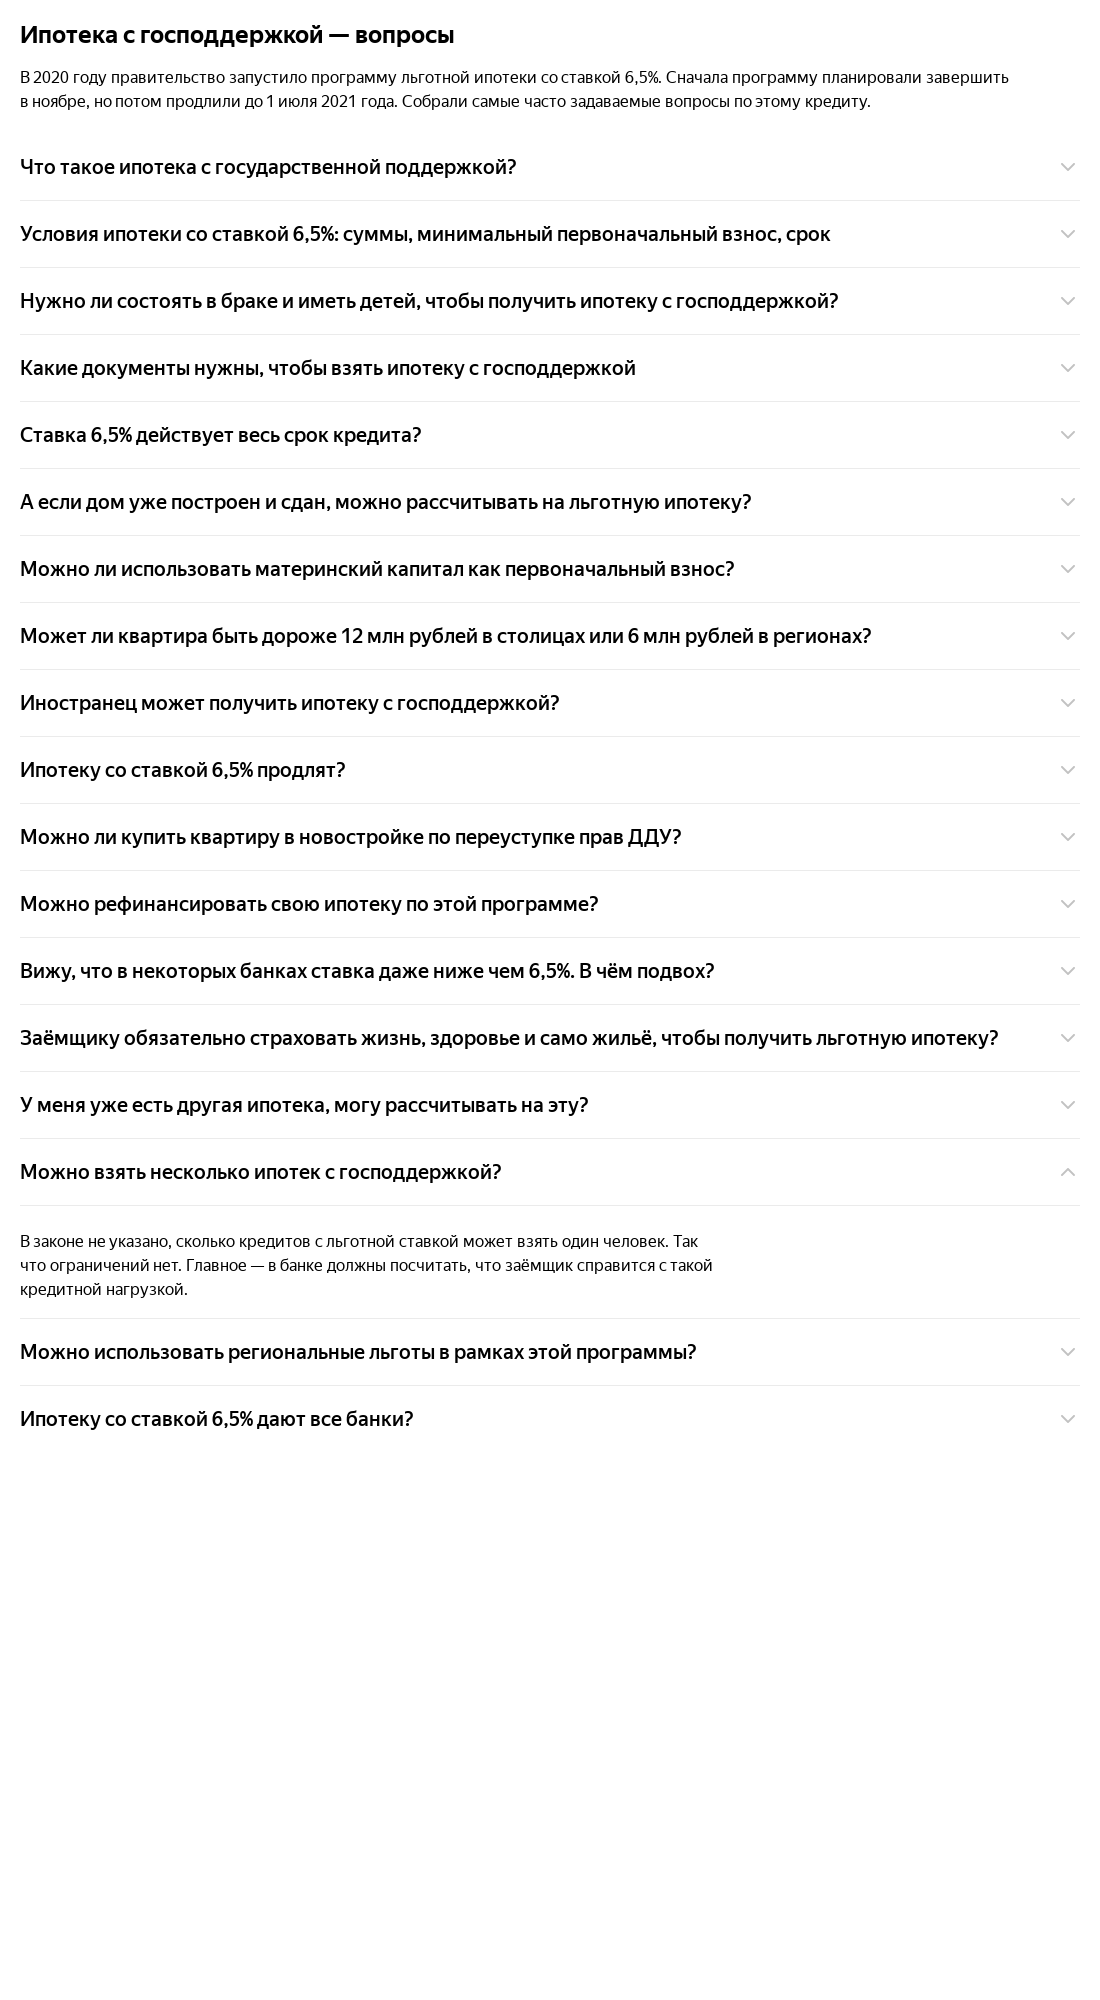 Ипотека с господдержкой — вопросы
В 2020 году правительство запустило программу льготной ипотеки со ставкой 6,5%. Сначала программу планировали завершить
в ноябре, но потом продлили до 1 июля 2021 года. Собрали самые часто задаваемые вопросы по этому кредиту.
Что такое ипотека с государственной поддержкой?
Условия ипотеки со ставкой 6,5%: суммы, минимальный первоначальный взнос, срок
Нужно ли состоять в браке и иметь детей, чтобы получить ипотеку с господдержкой?
Какие документы нужны, чтобы взять ипотеку с господдержкой
Ставка 6,5% действует весь срок кредита?
А если дом уже построен и сдан, можно рассчитывать на льготную ипотеку?
Можно ли использовать материнский капитал как первоначальный взнос?
Может ли квартира быть дороже 12 млн рублей в столицах или 6 млн рублей в регионах?
Иностранец может получить ипотеку с господдержкой?
Ипотеку со ставкой 6,5% продлят?
Можно ли купить квартиру в новостройке по переуступке прав ДДУ?
Можно рефинансировать свою ипотеку по этой программе?
Вижу, что в некоторых банках ставка даже ниже чем 6,5%. В чём подвох?
Заёмщику обязательно страховать жизнь, здоровье и само жильё, чтобы получить льготную ипотеку?
У меня уже есть другая ипотека, могу рассчитывать на эту?
Можно взять несколько ипотек с господдержкой?
В законе не указано, сколько кредитов с льготной ставкой может взять один человек. Так
что ограничений нет. Главное — в банке должны посчитать, что заёмщик справится с такой
кредитной нагрузкой.
Можно использовать региональные льготы в рамках этой программы?
Ипотеку со ставкой 6,5% дают все банки?